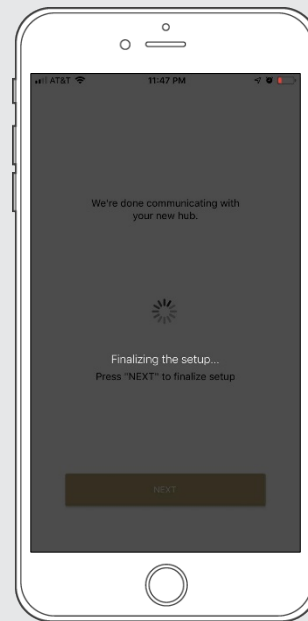 AT&T 11:47 PM
We're done communicating with
your new hub.
Finalizing the setup...
Press "NEXT" to finalize setup
NEXT